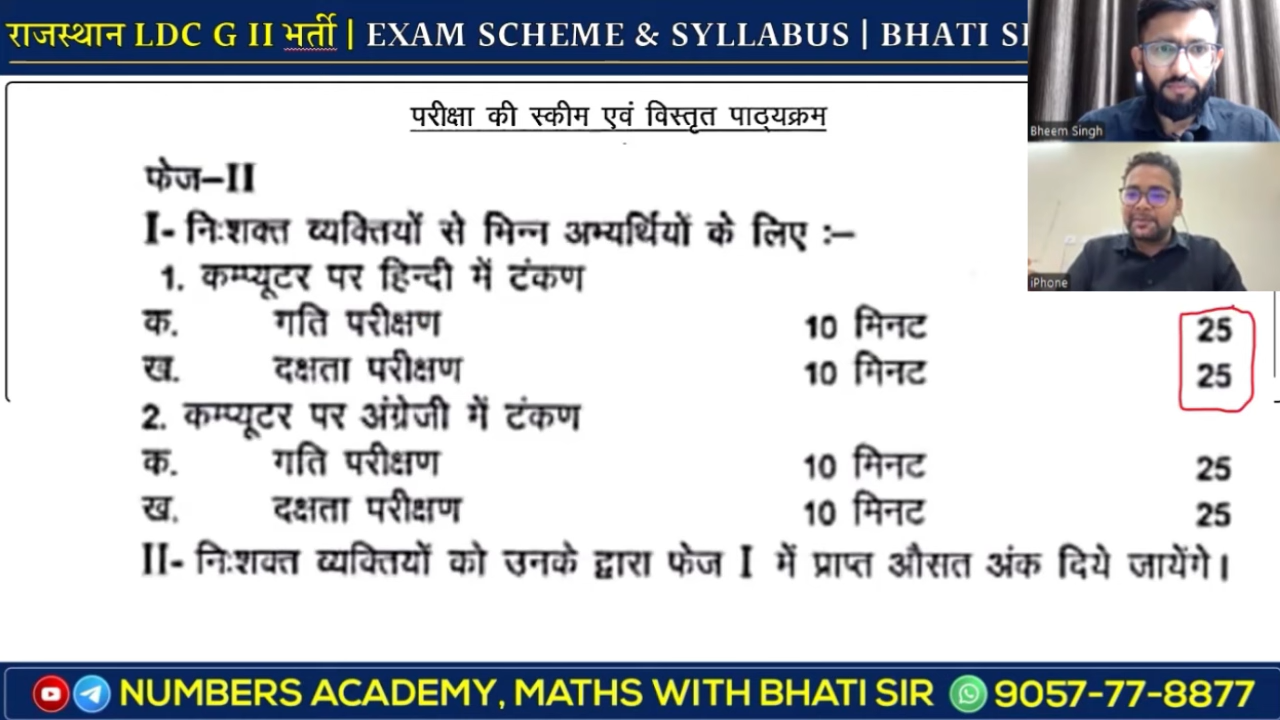 राजस्थान LDC G II भर्ती | EXAM SCHEME & SYLLABUS | BHATI
Bheem Singh
iPhone
परीक्षा की स्कीम एवं विस्तृत पाठ्यक्रम
फेज–II
I- निःशक्त व्यक्तियों से भिन्न अभ्यर्थियों के लिए :–
1. कम्प्यूटर पर हिन्दी में टंकण
क. गति परीक्षण 10 मिनट 25
ख. दक्षता परीक्षण 10 मिनट 25
2. कम्प्यूटर पर अंग्रेजी में टंकण
क. गति परीक्षण 10 मिनट 25
ख. दक्षता परीक्षण 10 मिनट 25
II- निःशक्त व्यक्तियों को उनके द्वारा फेज I में प्राप्त औसत अंक दिये जायेंगे।
NUMBERS ACADEMY, MATHS WITH BHATI SIR 9057-77-8877